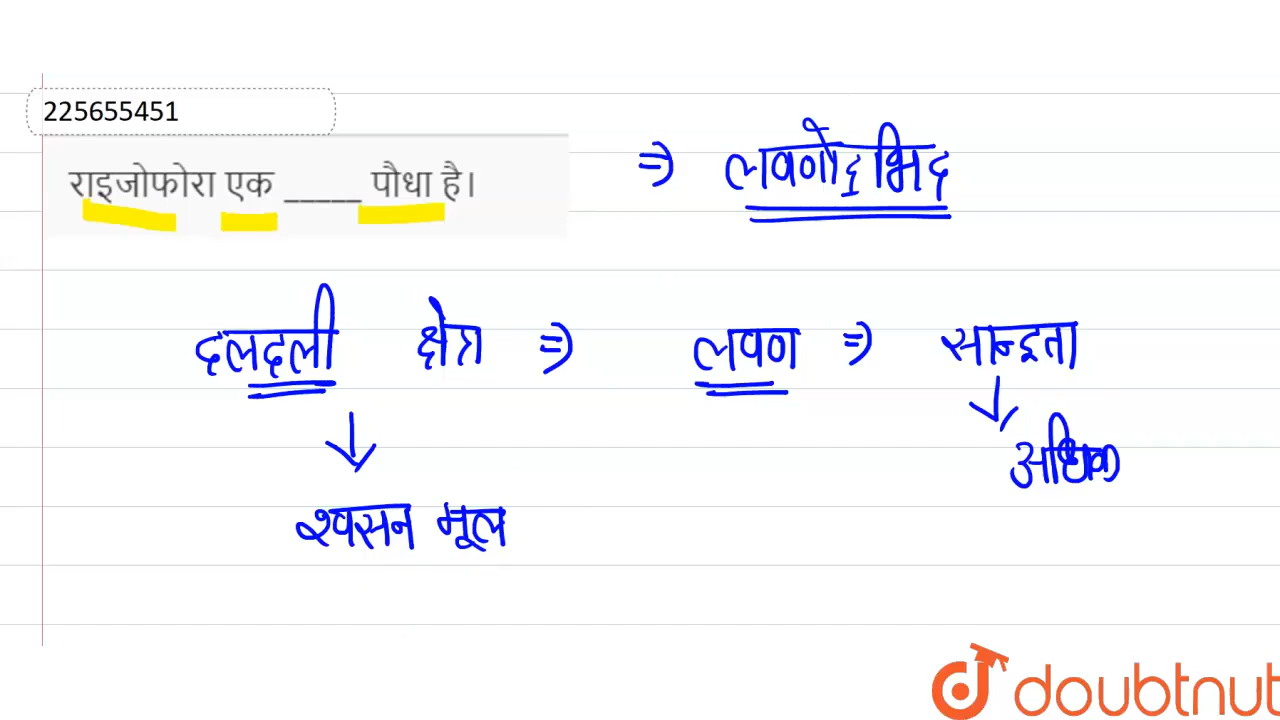 225655451
राइजोफोरा एक _____ पौधा है।
⇒ लवणोद्भिद
दलदली क्षेत्र ⇒ लवण ⇒ सान्द्रता
↓ ↓
अधिक
श्वसन मूल
doubtnut